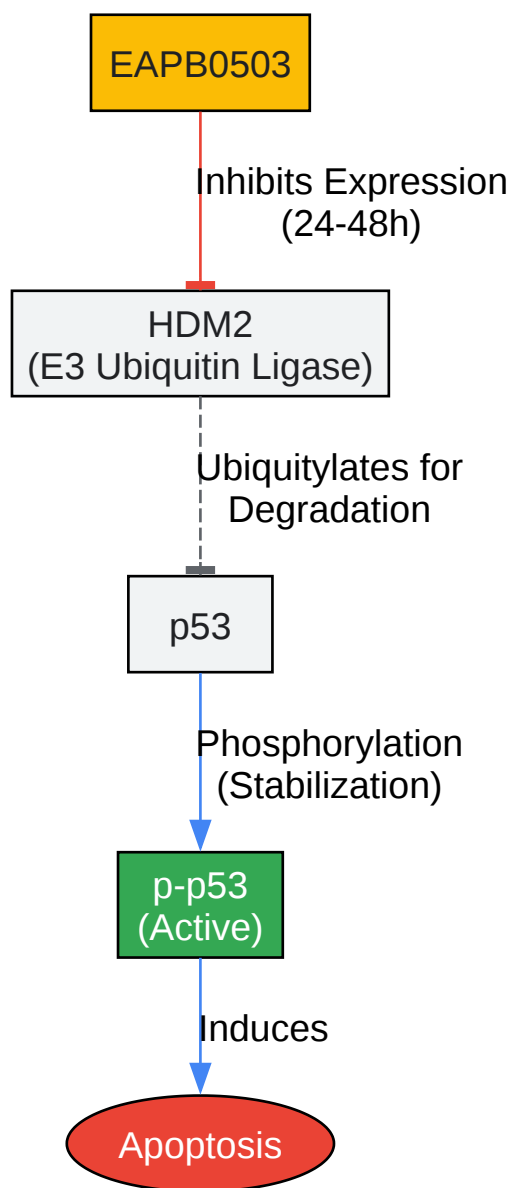 EAPB0503
Inhibits Expression
(24-48h)
HDM2
(E3 Ubiquitin Ligase)
Ubiquitylates for
Degradation
p53
Phosphorylation
(Stabilization)
p-p53
(Active)
Induces
Apoptosis